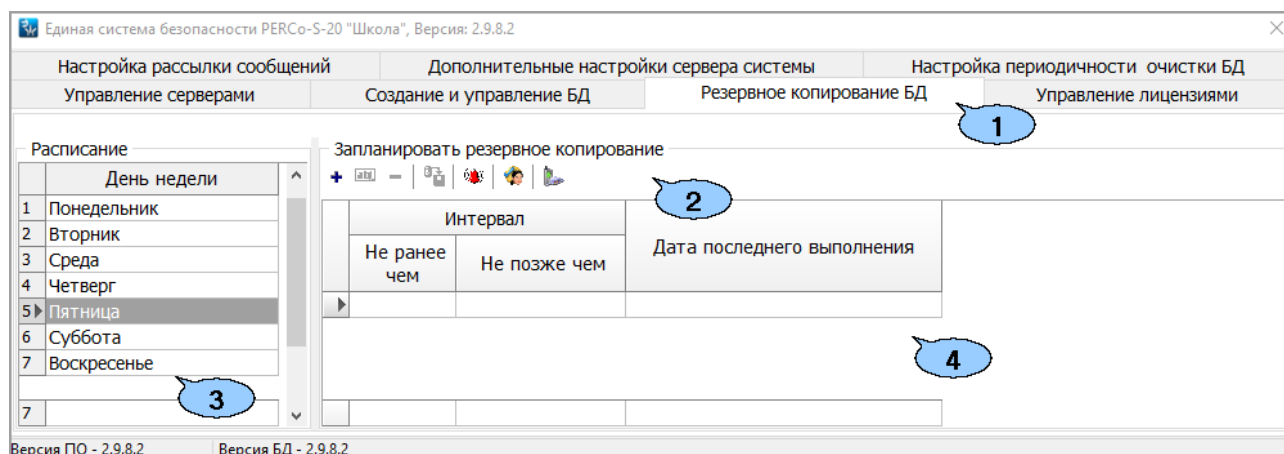 Единая система безопасности PERCo-S-20 "Школа", Версия: 2.9.8.2
Настройка рассылки сообщений Дополнительные настройки сервера системы Настройка периодичности очистки БД
Управление серверами Создание и управление БД Резервное копирование БД Управление лицензиями
1
Расписание Запланировать резервное копирование
День недели
2
1 Понедельник
2 Вторник
3 Среда
4 Четверг
5 Пятница
6 Суббота
7 Воскресенье
7
Интервал
Не ранее
чем
Не позже чем
Дата последнего выполнения
3
4
Версия ПО - 2.9.8.2 Версия БД - 2.9.8.2